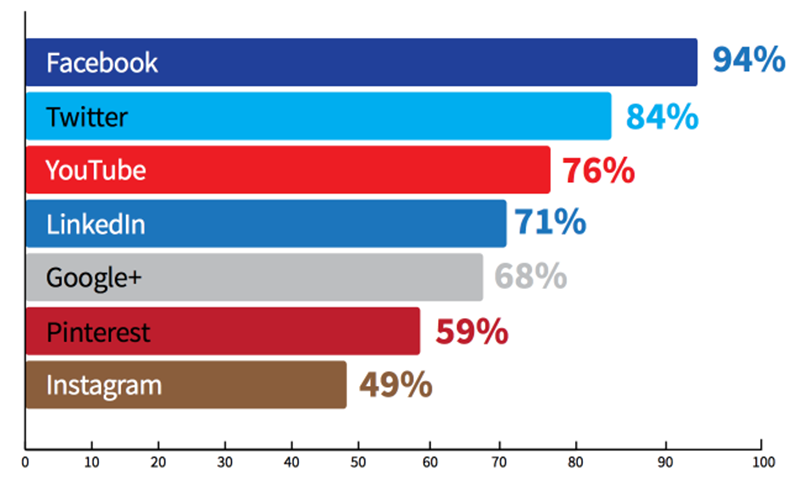 Facebook 94%
Twitter 84%
YouTube 76%
LinkedIn 71%
Google+ 68%
Pinterest 59%
Instagram 49%
0 10 20 30 40 50 60 70 80 90 100